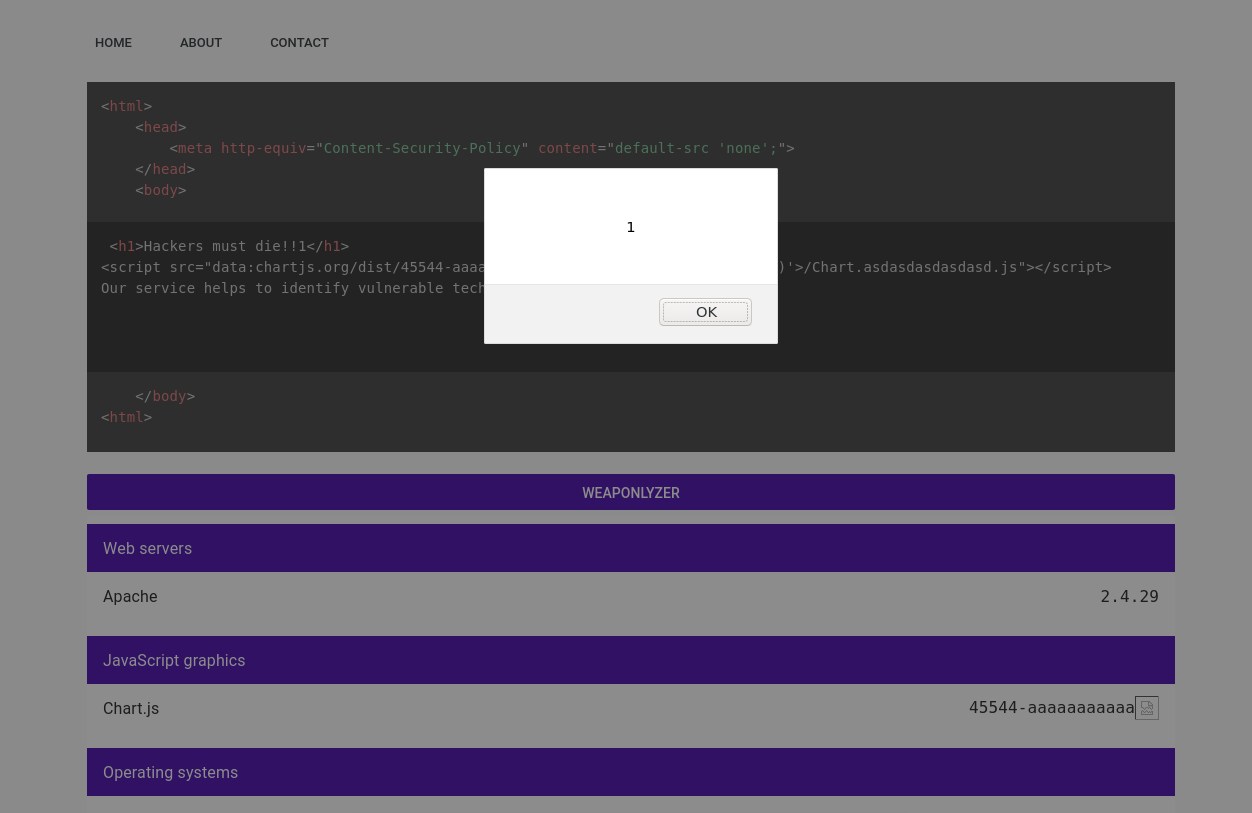 HOME ABOUT CONTACT
<html>
<head>
<meta http-equiv="Content-Security-Policy" content="default-src 'none';">
</head>
<body>
1
<h1>Hackers must die!!1</h1>
<script src="data:chartjs.org/dist/45544-aaaa )'>/Chart.asdasdasdasdasd.js"></script>
Our service helps to identify vulnerable tech
OK
</body>
<html>
WEAPONLYZER
Web servers
Apache 2.4.29
JavaScript graphics
Chart.js 45544-aaaaaaaaaaa
Operating systems